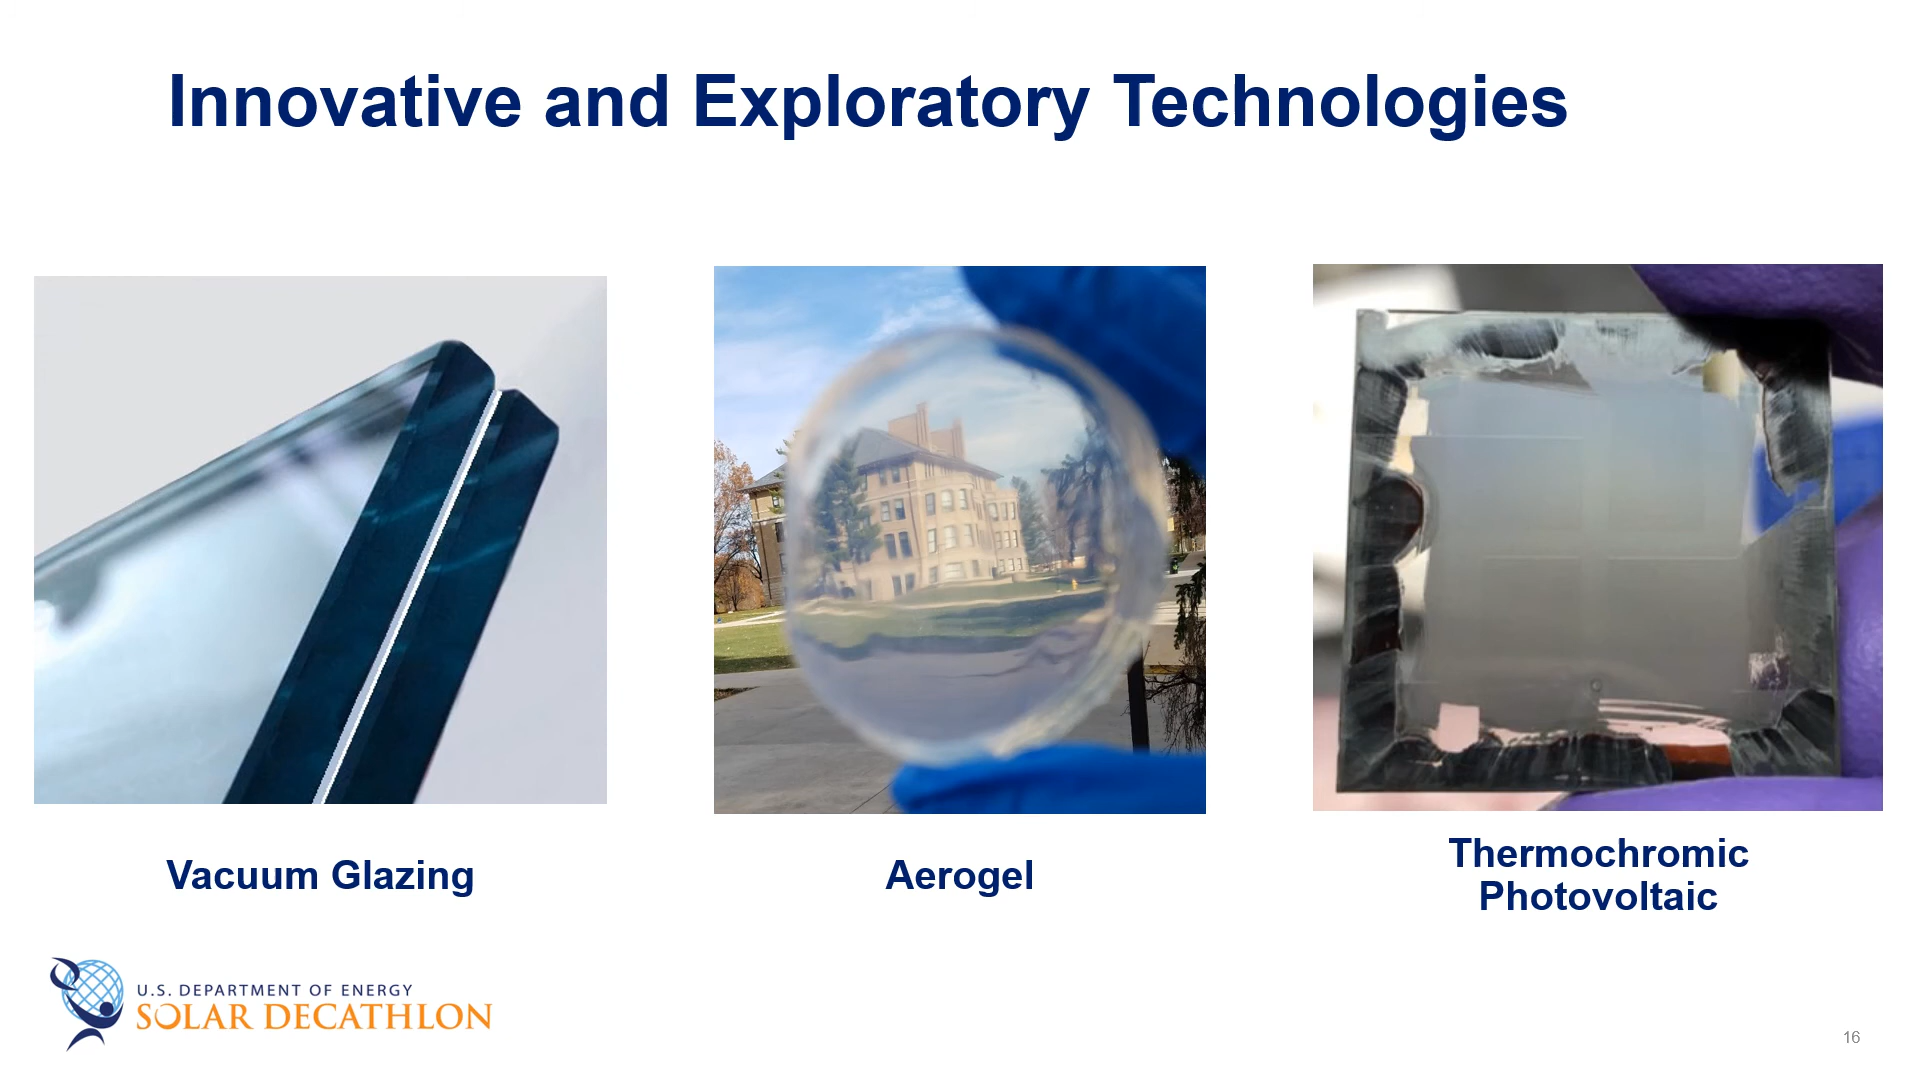 Innovative and Exploratory Technologies
Vacuum Glazing
Aerogel
Thermochromic
Photovoltaic
U.S. DEPARTMENT OF ENERGY
SOLAR DECATHLON
16